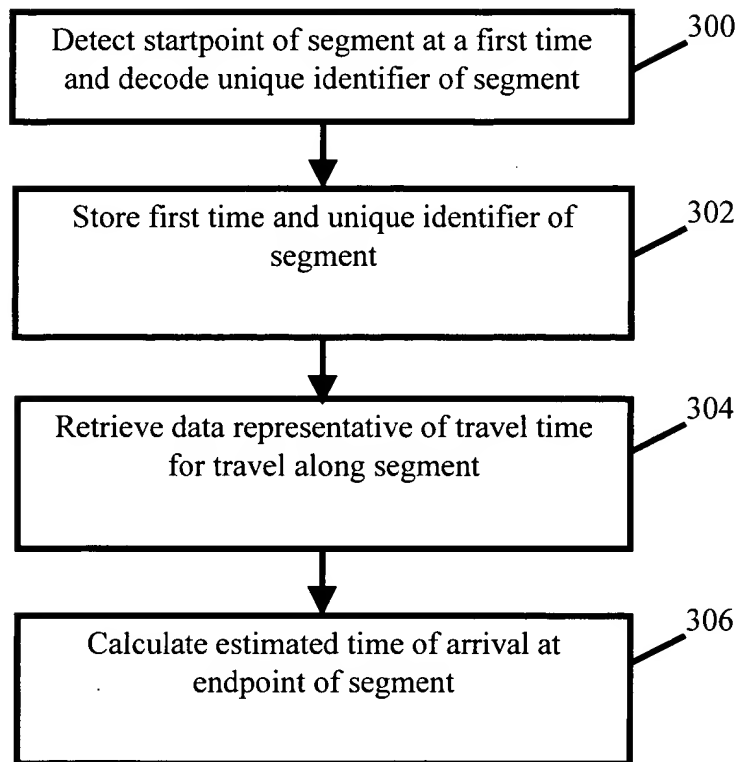 Detect startpoint of segment at a first time
and decode unique identifier of segment
300
Store first time and unique identifier of
segment
302
Retrieve data representative of travel time
for travel along segment
304
Calculate estimated time of arrival at
endpoint of segment
306